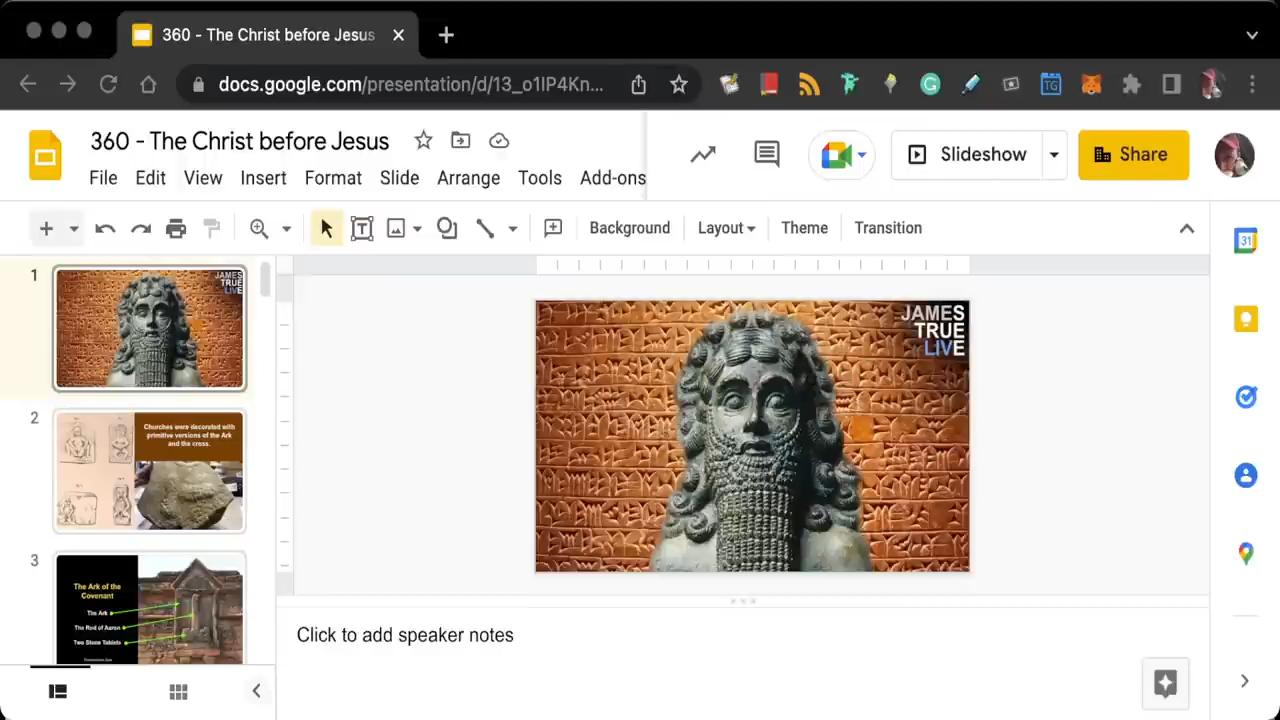 360 - The Christ before Jesus
docs.google.com/presentation/d/13_o1IP4Kn...
360 - The Christ before Jesus
File Edit View Insert Format Slide Arrange Tools Add-ons
Slideshow
Share
Background Layout Theme Transition
1
JAMES
TRUE
LIVE
2
Churches were decorated with
primitive versions of the Ark
and the cross.
3
The Ark of the
Covenant
The Ark
The Rod of Aaron
Two Stone Tablets
JAMES
TRUE
LIVE
Click to add speaker notes
31
TG